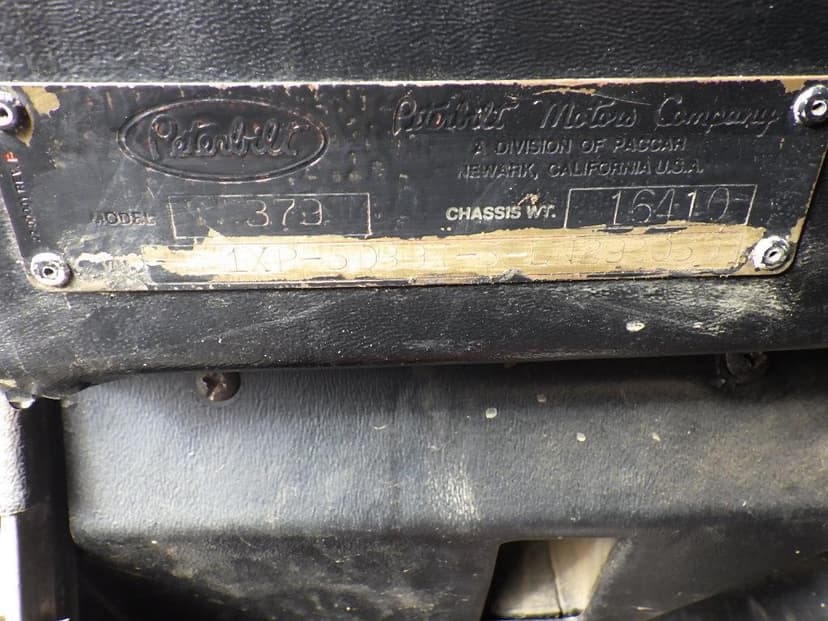 Peterbilt
Peterbilt Motors Company
A DIVISION OF PACCAR
NEWARK, CALIFORNIA U.S.A.
MODEL 379
CHASSIS WT. 16410